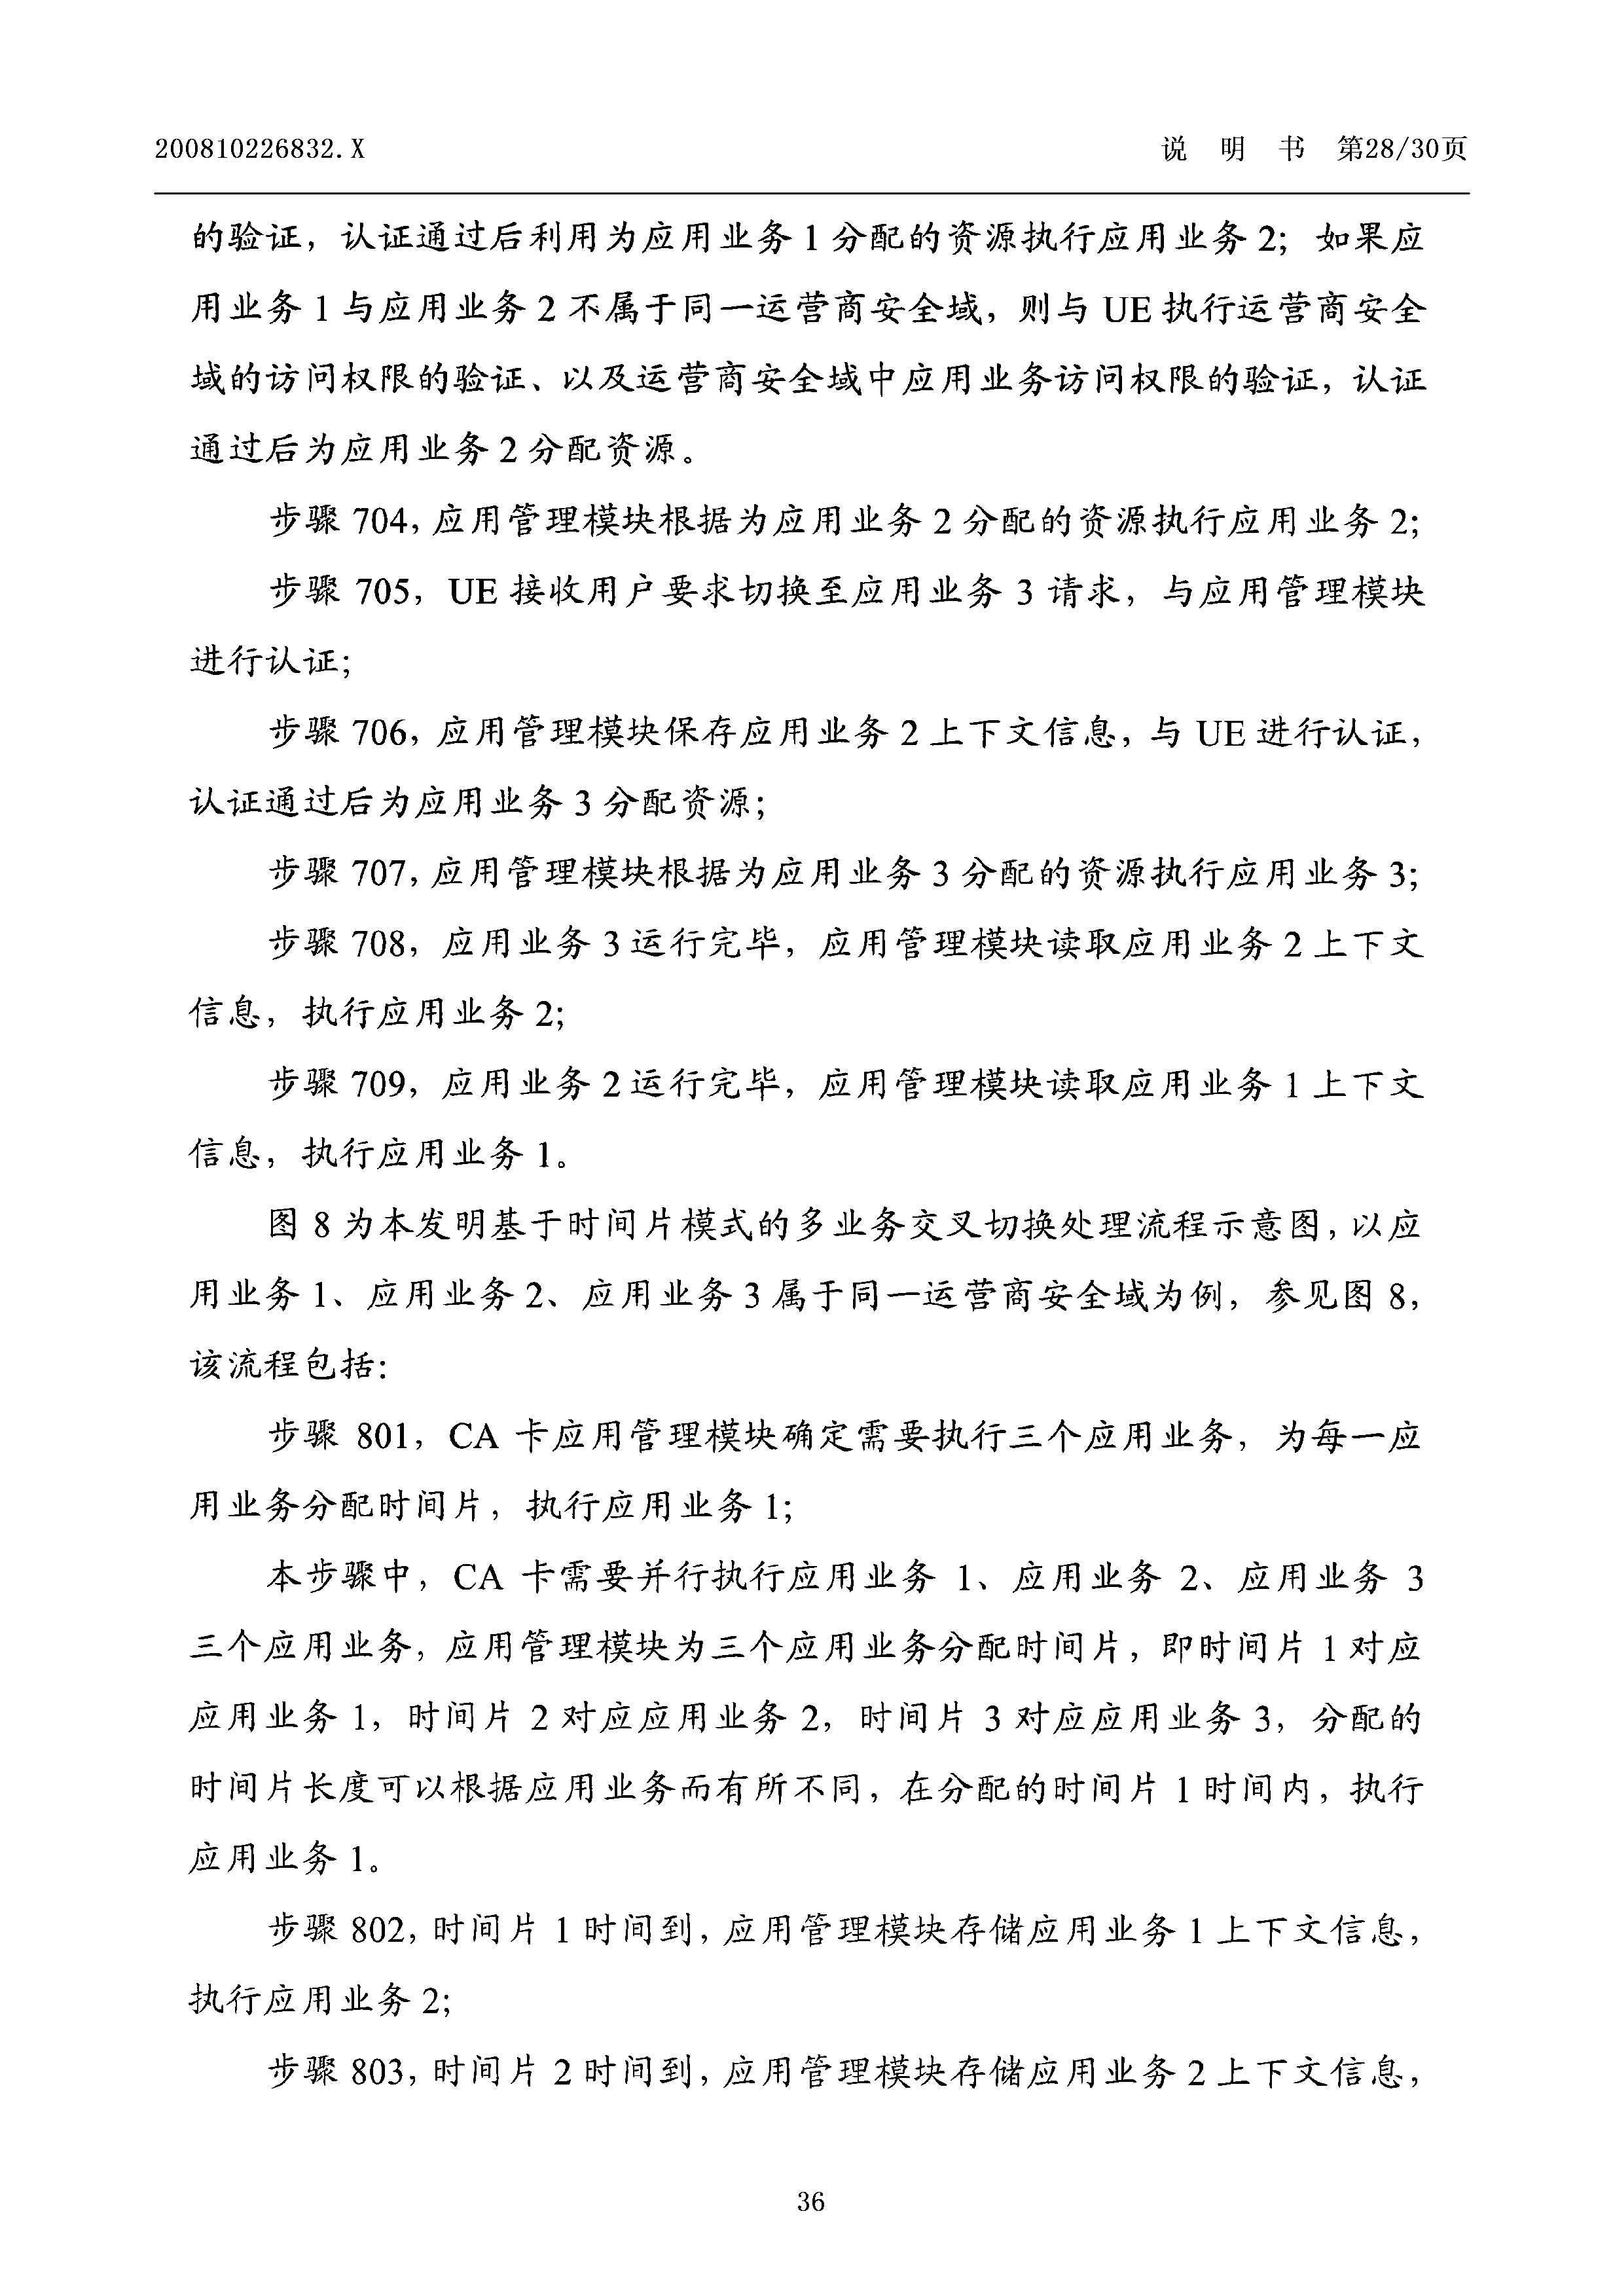 200810226832.X 说 明 书 第28/30页
的验证，认证通过后利用为应用业务 1 分配的资源执行应用业务 2；如果应
用业务 1 与应用业务 2 不属于同一运营商安全域，则与 UE 执行运营商安全
域的访问权限的验证、以及运营商安全域中应用业务访问权限的验证，认证
通过后为应用业务 2 分配资源。
步骤 704，应用管理模块根据为应用业务 2 分配的资源执行应用业务 2；
步骤 705，UE 接收用户要求切换至应用业务 3 请求，与应用管理模块
进行认证；
步骤 706，应用管理模块保存应用业务 2 上下文信息，与 UE 进行认证，
认证通过后为应用业务 3 分配资源；
步骤 707，应用管理模块根据为应用业务 3 分配的资源执行应用业务 3；
步骤 708，应用业务 3 运行完毕，应用管理模块读取应用业务 2 上下文
信息，执行应用业务 2；
步骤 709，应用业务 2 运行完毕，应用管理模块读取应用业务 1 上下文
信息，执行应用业务 1。
图 8 为本发明基于时间片模式的多业务交叉切换处理流程示意图，以应
用业务 1、应用业务 2、应用业务 3 属于同一运营商安全域为例，参见图 8，
该流程包括：
步骤 801，CA 卡应用管理模块确定需要执行三个应用业务，为每一应
用业务分配时间片，执行应用业务 1；
本步骤中，CA 卡需要并行执行应用业务 1、应用业务 2、应用业务 3
三个应用业务，应用管理模块为三个应用业务分配时间片，即时间片 1 对应
应用业务 1，时间片 2 对应应用业务 2，时间片 3 对应应用业务 3，分配的
时间片长度可以根据应用业务而有所不同，在分配的时间片 1 时间内，执行
应用业务 1。
步骤 802，时间片 1 时间到，应用管理模块存储应用业务 1 上下文信息，
执行应用业务 2；
步骤 803，时间片 2 时间到，应用管理模块存储应用业务 2 上下文信息，
36